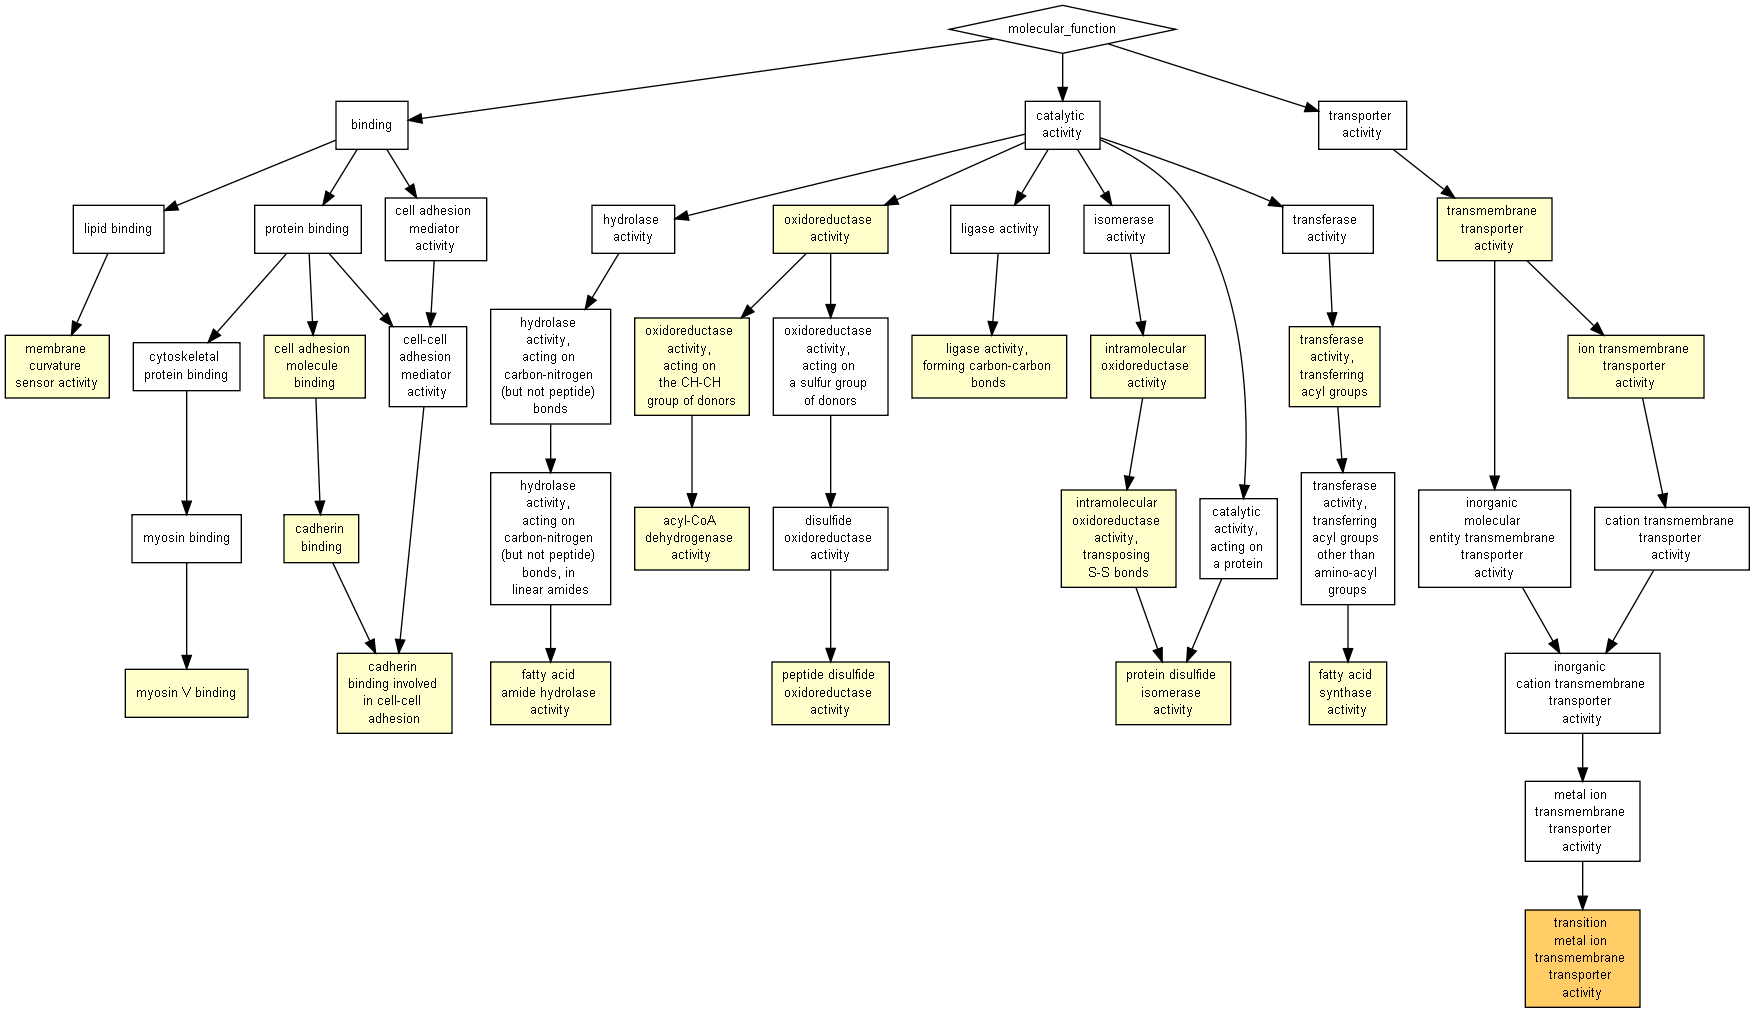 molecular_function
binding
catalytic
activity
transporter
activity
lipid binding
protein binding
cell adhesion
mediator
activity
hydrolase
activity
oxidoreductase
activity
ligase activity
isomerase
activity
transferase
activity
transmembrane
transporter
activity
membrane
curvature
sensor activity
cytoskeletal
protein binding
cell adhesion
molecule
binding
cell-cell
adhesion
mediator
activity
hydrolase
activity,
acting on
carbon-nitrogen
(but not peptide)
bonds
oxidoreductase
activity,
acting on
the CH-CH
group of donors
oxidoreductase
activity,
acting on
a sulfur group
of donors
ligase activity,
forming carbon-carbon
bonds
intramolecular
oxidoreductase
activity
transferase
activity,
transferring
acyl groups
ion transmembrane
transporter
activity
myosin binding
cadherin
binding
hydrolase
activity,
acting on
carbon-nitrogen
(but not peptide)
bonds, in
linear amides
acyl-CoA
dehydrogenase
activity
disulfide
oxidoreductase
activity
intramolecular
oxidoreductase
activity,
transposing
S-S bonds
catalytic
activity,
acting on
a protein
transferase
activity,
transferring
acyl groups
other than
amino-acyl
groups
inorganic
molecular
entity transmembrane
transporter
activity
cation transmembrane
transporter
activity
myosin V binding
cadherin
binding involved
in cell-cell
adhesion
fatty acid
amide hydrolase
activity
peptide disulfide
oxidoreductase
activity
protein disulfide
isomerase
activity
fatty acid
synthase
activity
inorganic
cation transmembrane
transporter
activity
metal ion
transmembrane
transporter
activity
transition
metal ion
transmembrane
transporter
activity